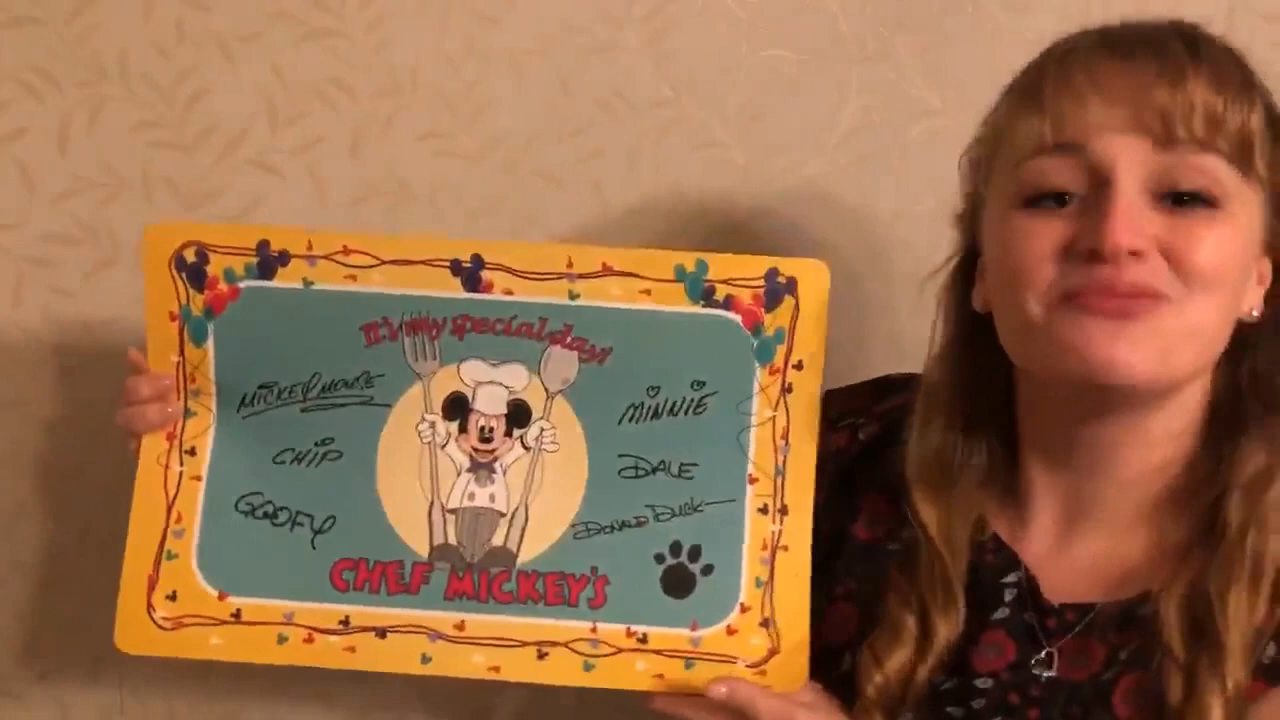 It's my special day!
MICKEY MOUSE
MINNIE
CHIP
DALE
GOOFY
DONALD DUCK
CHEF MICKEY'S